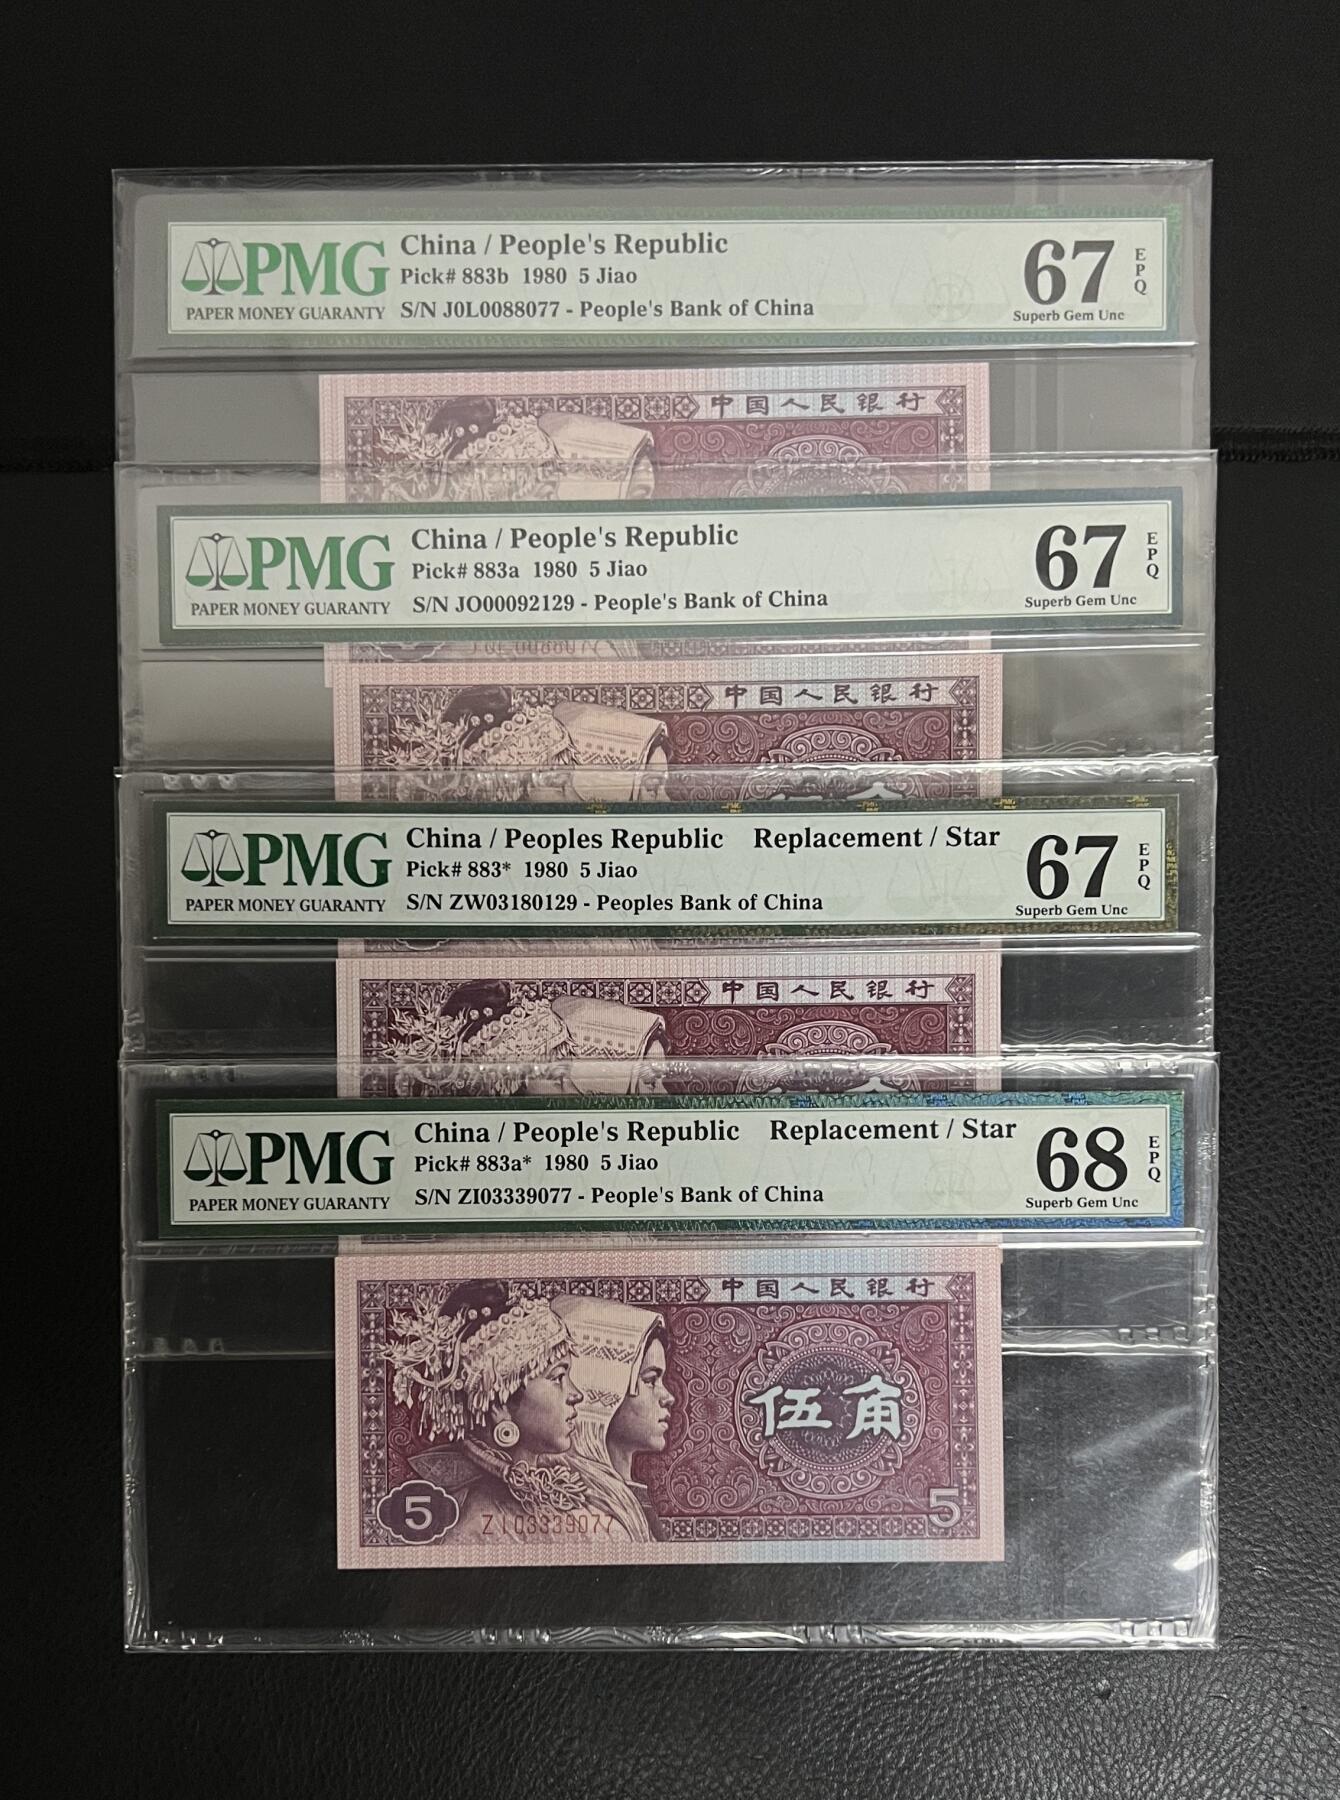 PMG
PAPER MONEY GUARANTY
China / People's Republic
Pick# 883b 1980 5 Jiao
S/N J0L0088077 - People's Bank of China
67
EPQ
Superb Gem Unc
中国人民银行
PMG
PAPER MONEY GUARANTY
China / People's Republic
Pick# 883a 1980 5 Jiao
S/N JO00092129 - People's Bank of China
67
EPQ
Superb Gem Unc
中国人民银行
PMG
PAPER MONEY GUARANTY
China / Peoples Republic Replacement / Star
Pick# 883* 1980 5 Jiao
S/N ZW03180129 - Peoples Bank of China
67
EPQ
Superb Gem Unc
中国人民银行
PMG
PAPER MONEY GUARANTY
China / People's Republic Replacement / Star
Pick# 883a* 1980 5 Jiao
S/N ZI03339077 - People's Bank of China
68
EPQ
Superb Gem Unc
中国人民银行
伍角
5
ZI03339077
5